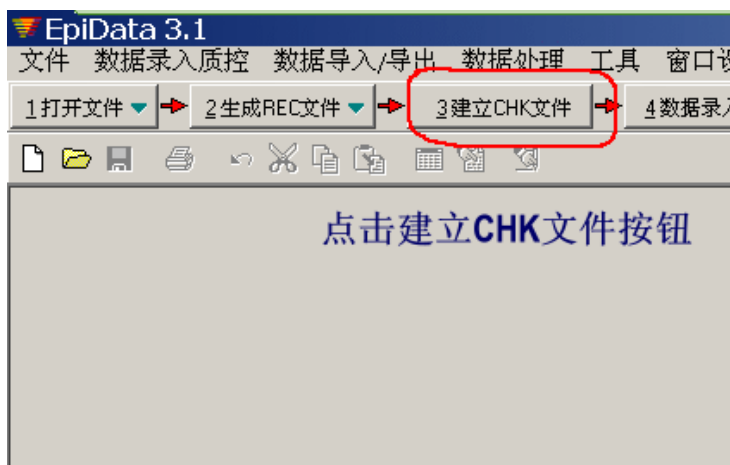 EpiData 3.1
文件 数据录入质控 数据导入/导出 数据处理 工具 窗口
1打开文件 2生成REC文件 3建立CHK文件 4数据录
点击建立CHK文件按钮